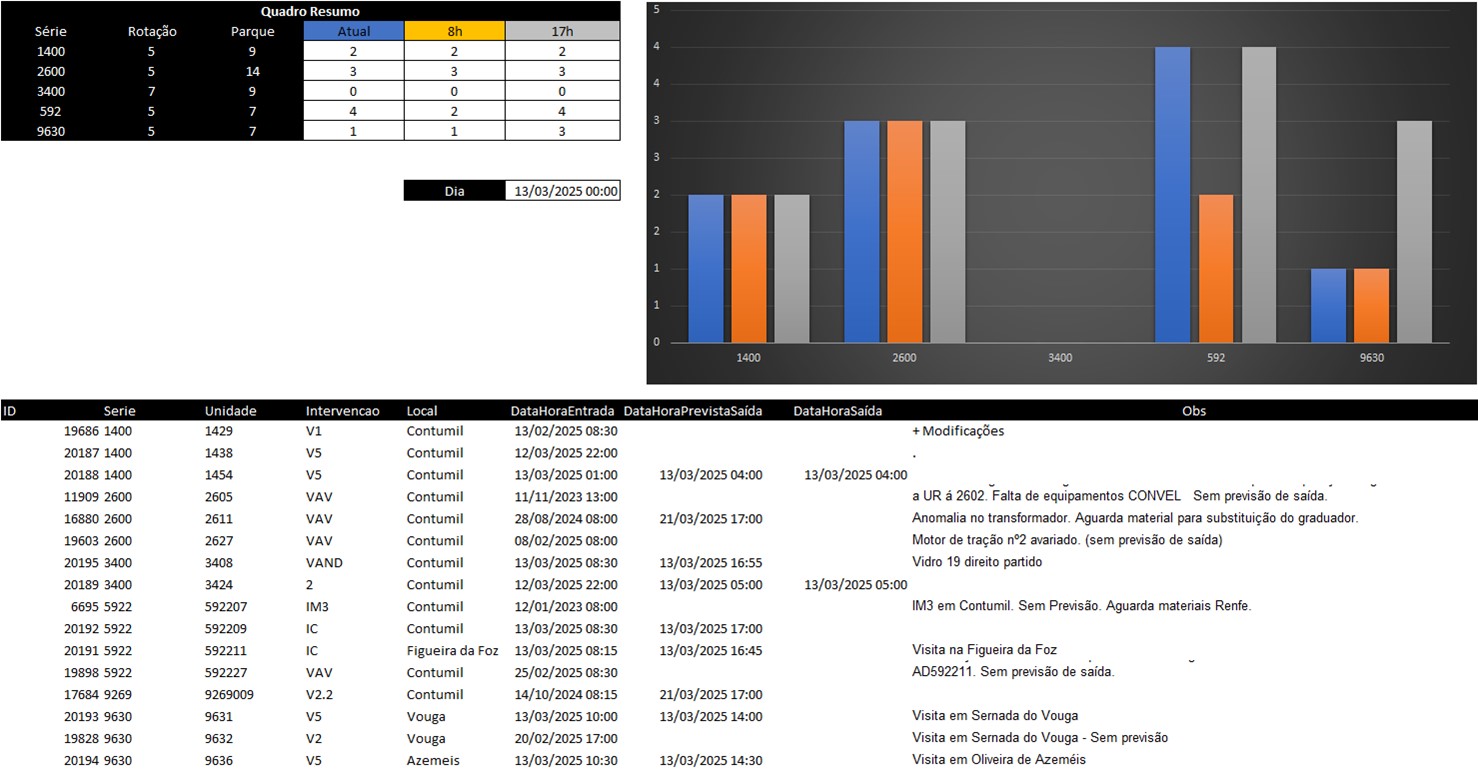 Quadro Resumo
Série Rotação Parque Atual 8h 17h
1400 5 9 2 2 2
2600 5 14 3 3 3
3400 7 9 0 0 0
592 5 7 4 2 4
9630 5 7 1 1 3
Dia 13/03/2025 00:00
5
4
4
3
3
2
2
1
1
0
1400 2600 3400 592 9630
ID Serie Unidade Intervencao Local DataHoraEntrada DataHoraPrevistaSaída DataHoraSaída Obs
19686 1400 1429 V1 Contumil 13/02/2025 08:30 + Modificações
20187 1400 1438 V5 Contumil 12/03/2025 22:00 .
20188 1400 1454 V5 Contumil 13/03/2025 01:00 13/03/2025 04:00 13/03/2025 04:00
11909 2600 2605 VAV Contumil 11/11/2023 13:00 a UR á 2602. Falta de equipamentos CONVEL Sem previsão de saída.
16880 2600 2611 VAV Contumil 28/08/2024 08:00 21/03/2025 17:00 Anomalia no transformador. Aguarda material para substituição do graduador.
19603 2600 2627 VAV Contumil 08/02/2025 08:00 Motor de tração nº2 avariado. (sem previsão de saída)
20195 3400 3408 VAND Contumil 13/03/2025 08:30 13/03/2025 16:55 Vidro 19 direito partido
20189 3400 3424 2 Contumil 12/03/2025 22:00 13/03/2025 05:00 13/03/2025 05:00
6695 5922 592207 IM3 Contumil 12/01/2023 08:00 IM3 em Contumil. Sem Previsão. Aguarda materiais Renfe.
20192 5922 592209 IC Contumil 13/03/2025 08:30 13/03/2025 17:00
20191 5922 592211 IC Figueira da Foz 13/03/2025 08:15 13/03/2025 16:45 Visita na Figueira da Foz
19898 5922 592227 VAV Contumil 25/02/2025 08:30 AD592211. Sem previsão de saída.
17684 9269 9269009 V2.2 Contumil 14/10/2024 08:15 21/03/2025 17:00
20193 9630 9631 V5 Vouga 13/03/2025 10:00 13/03/2025 14:00 Visita em Sernada do Vouga
19828 9630 9632 V2 Vouga 20/02/2025 17:00 Visita em Sernada do Vouga - Sem previsão
20194 9630 9636 V5 Azemeis 13/03/2025 10:30 13/03/2025 14:30 Visita em Oliveira de Azeméis